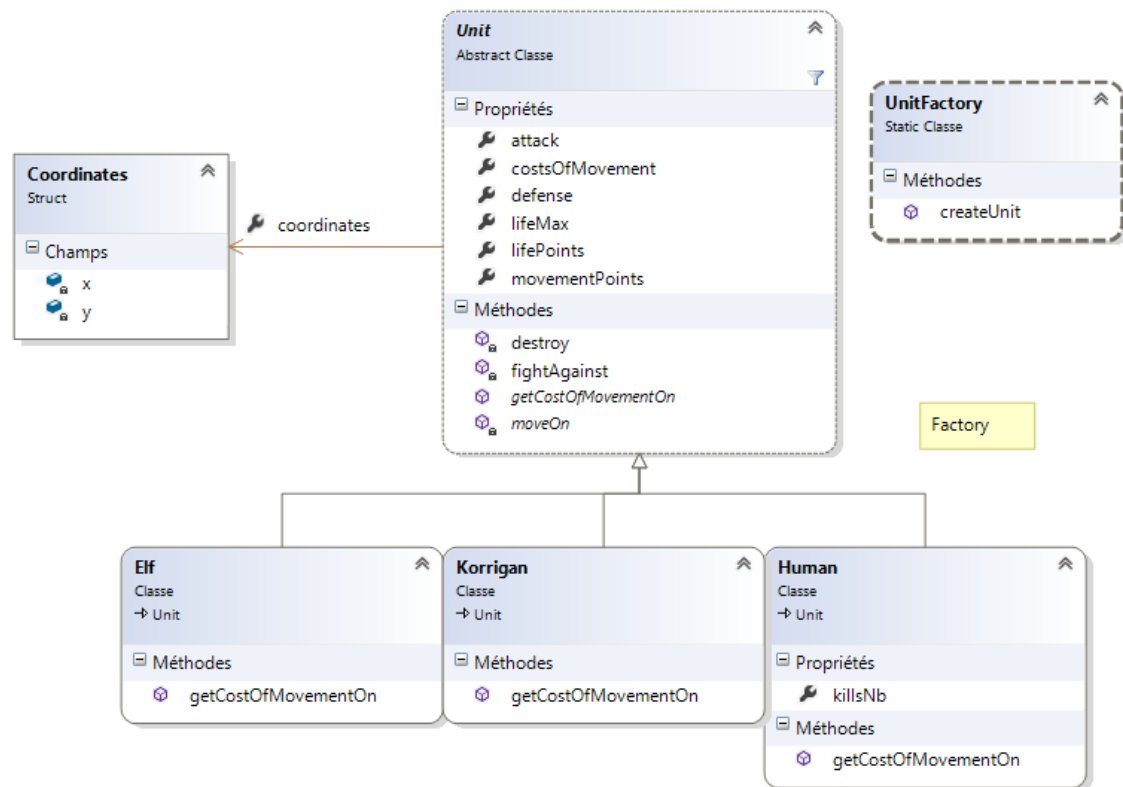 Unit
Abstract Classe
Propriétés
attack
costsOfMovement
defense
lifeMax
lifePoints
movementPoints
Méthodes
destroy
fightAgainst
getCostOfMovementOn
moveOn
UnitFactory
Static Classe
Méthodes
createUnit
Coordinates
Struct
Champs
x
y
coordinates
Factory
Elf
Classe
Unit
Méthodes
getCostOfMovementOn
Korrigan
Classe
Unit
Méthodes
getCostOfMovementOn
Human
Classe
Unit
Propriétés
killsNb
Méthodes
getCostOfMovementOn